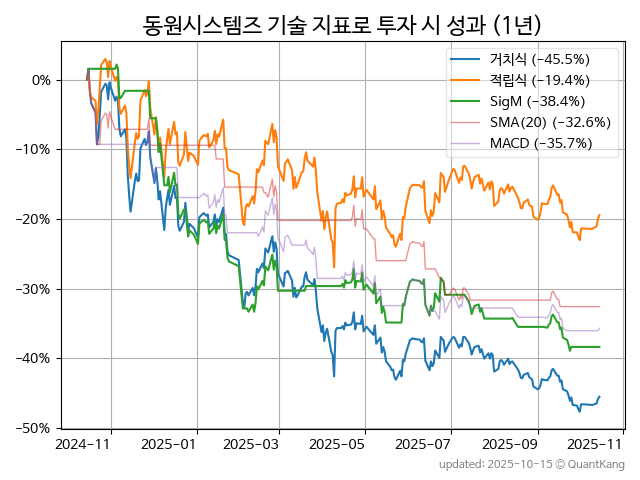 동원시스템즈 기술 지표로 투자 시 성과 (1년)
거치식 (−45.5%)
적립식 (−19.4%)
SigM (−38.4%)
SMA(20) (−32.6%)
MACD (−35.7%)
0%
−10%
−20%
−30%
−40%
−50%
2024-11 2025-01 2025-03 2025-05 2025-07 2025-09 2025-11
updated: 2025-10-15 © QuantKang